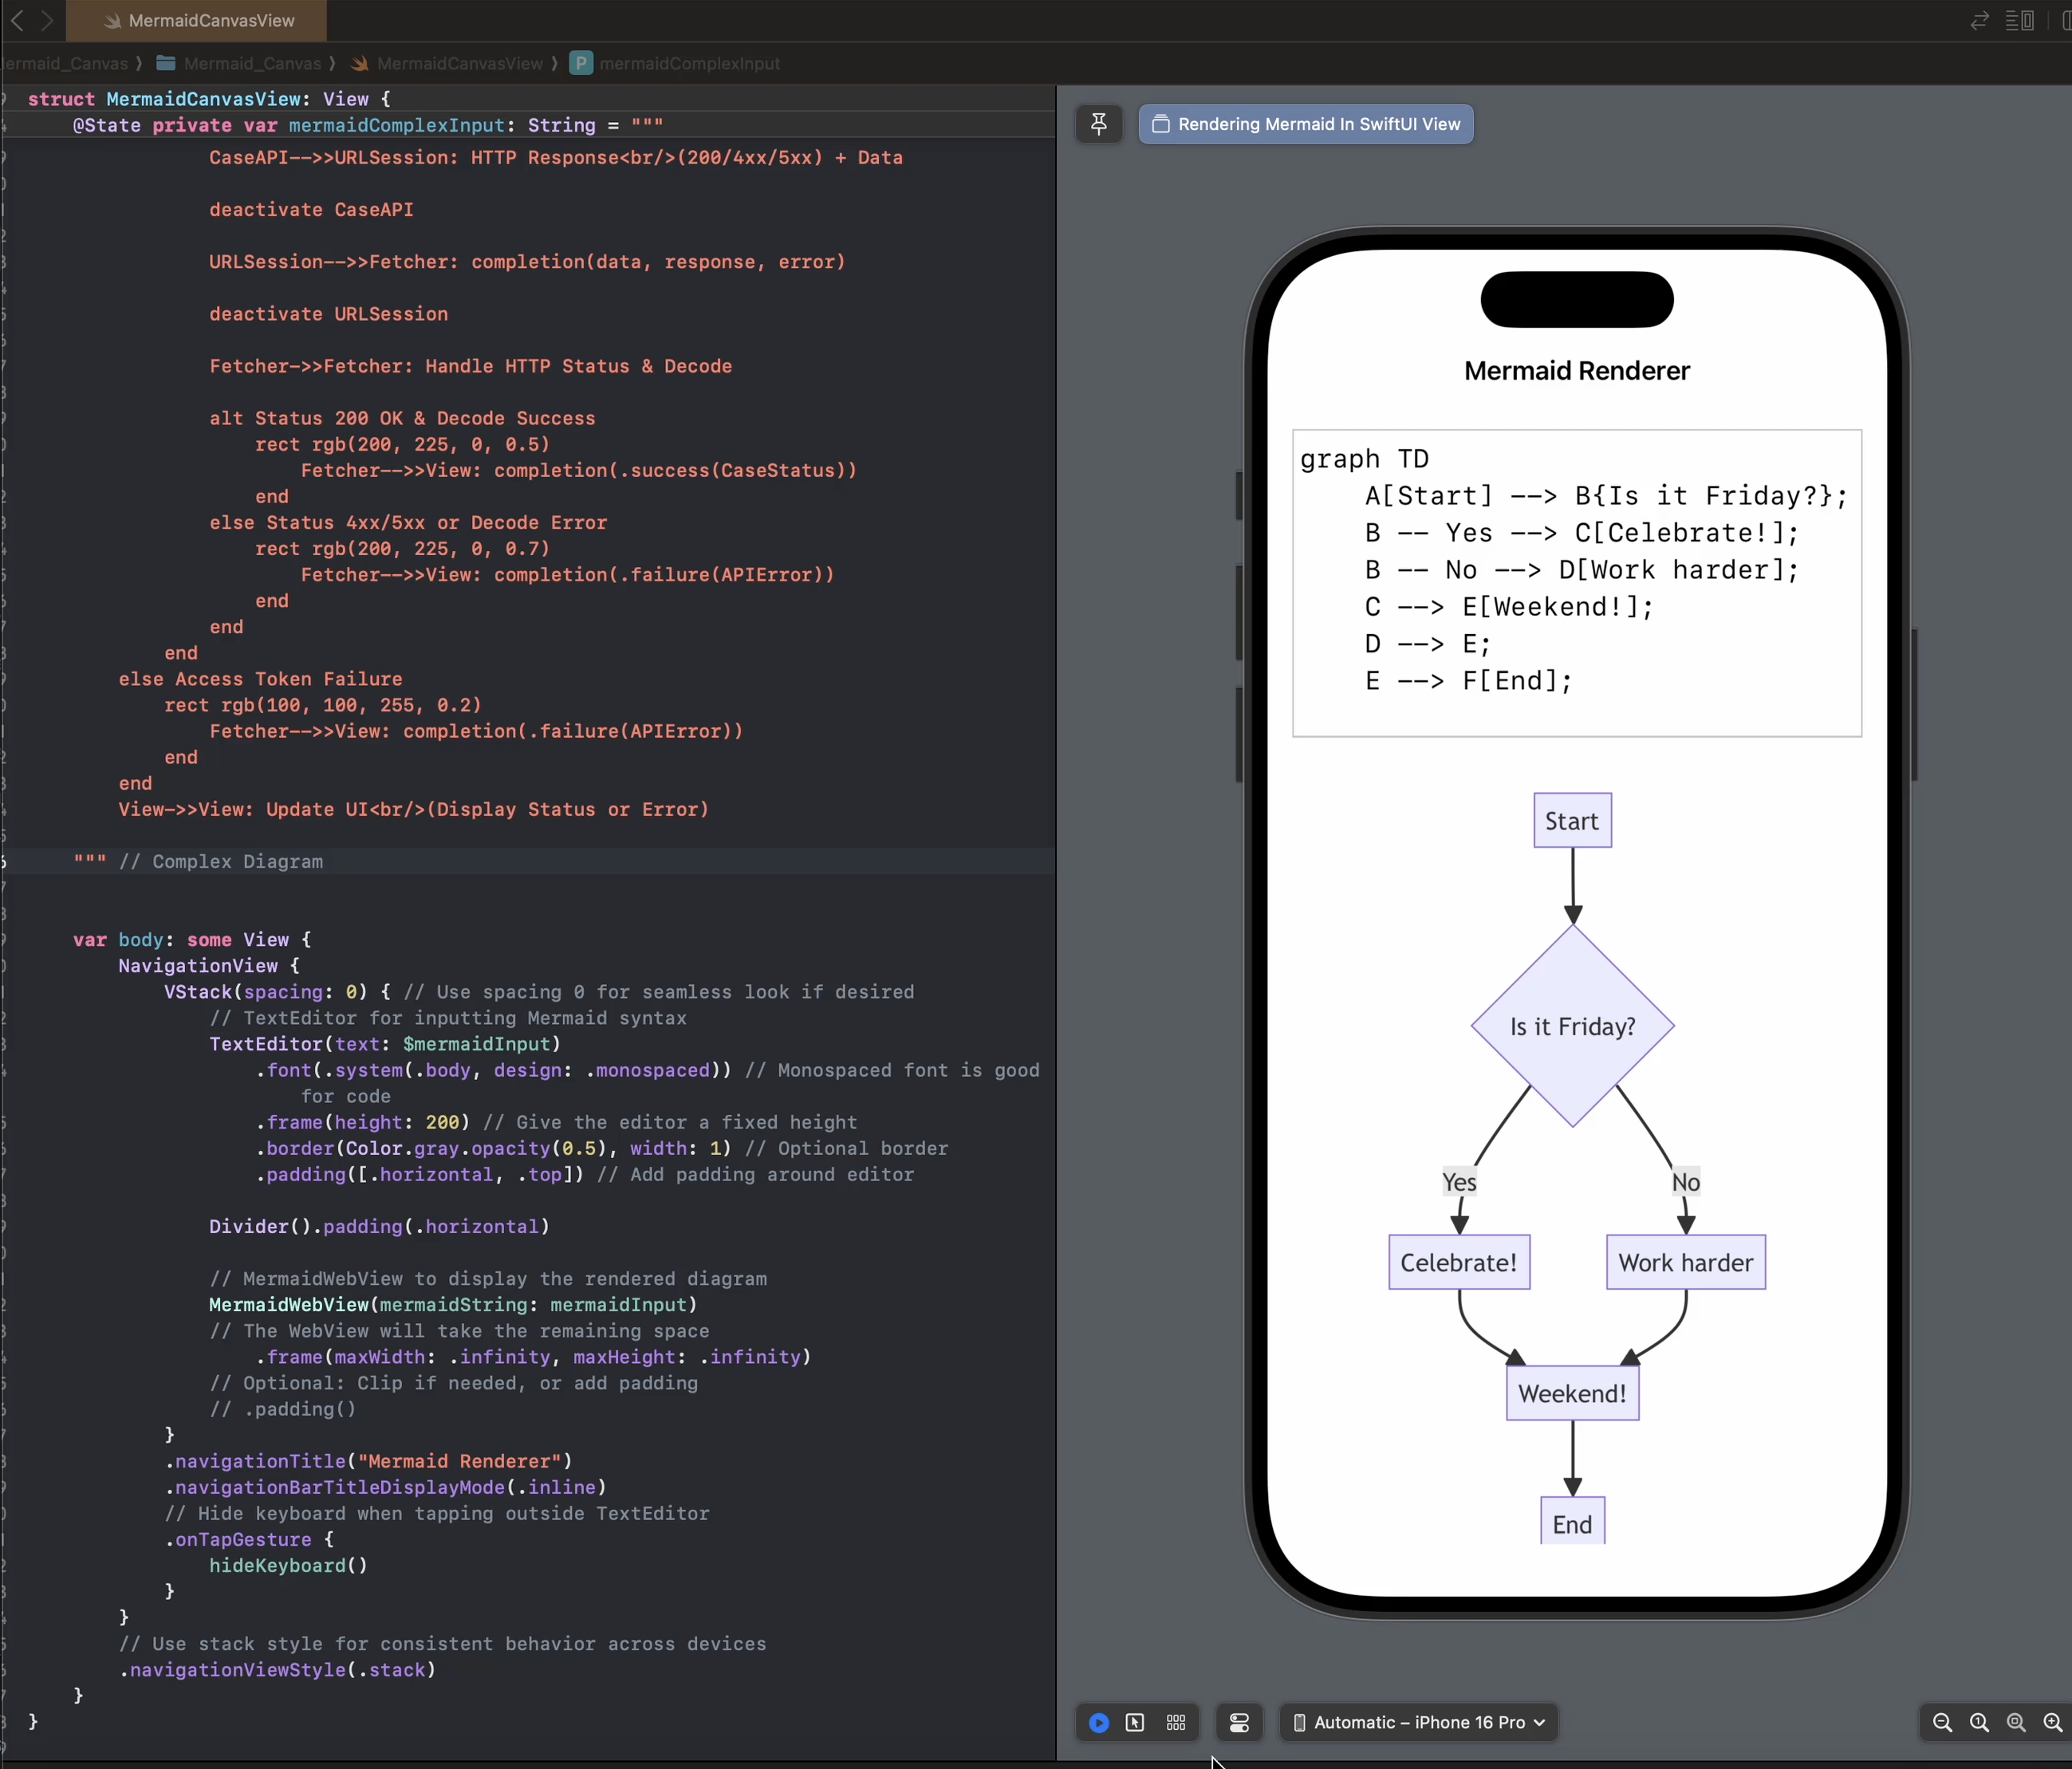 MermaidCanvasView
Mermaid_Canvas
MermaidCanvasView
P
mermaidComplexInput
struct MermaidCanvasView: View {
@State private var mermaidComplexInput: String = """
CaseAPI-->>URLSession: HTTP Response<br/>(200/4xx/5xx) + Data
deactivate CaseAPI
URLSession-->>Fetcher: completion(data, response, error)
deactivate URLSession
Fetcher->>Fetcher: Handle HTTP Status & Decode
alt Status 200 OK & Decode Success
rect rgb(200, 225, 0, 0.5)
Fetcher-->>View: completion(.success(CaseStatus))
end
else Status 4xx/5xx or Decode Error
rect rgb(200, 225, 0, 0.7)
Fetcher-->>View: completion(.failure(APIError))
end
end
end
else Access Token Failure
rect rgb(100, 100, 255, 0.2)
Fetcher-->>View: completion(.failure(APIError))
end
end
View->>View: Update UI<br/>(Display Status or Error)
""" // Complex Diagram
var body: some View {
NavigationView {
VStack(spacing: 0) { // Use spacing 0 for seamless look if desired
// TextEditor for inputting Mermaid syntax
TextEditor(text: $mermaidInput)
.font(.system(.body, design: .monospaced)) // Monospaced font is good
for code
.frame(height: 200) // Give the editor a fixed height
.border(Color.gray.opacity(0.5), width: 1) // Optional border
.padding([.horizontal, .top]) // Add padding around editor
Divider().padding(.horizontal)
// MermaidWebView to display the rendered diagram
MermaidWebView(mermaidString: mermaidInput)
// The WebView will take the remaining space
.frame(maxWidth: .infinity, maxHeight: .infinity)
// Optional: Clip if needed, or add padding
// .padding()
}
.navigationTitle("Mermaid Renderer")
.navigationBarTitleDisplayMode(.inline)
// Hide keyboard when tapping outside TextEditor
.onTapGesture {
hideKeyboard()
}
}
// Use stack style for consistent behavior across devices
.navigationViewStyle(.stack)
}
}
Rendering Mermaid In SwiftUI View
Mermaid Renderer
graph TD
A[Start] --> B{Is it Friday?};
B -- Yes --> C[Celebrate!];
B -- No --> D[Work harder];
C --> E[Weekend!];
D --> E;
E --> F[End];
Start
Is it Friday?
Yes
No
Celebrate!
Work harder
Weekend!
End
Automatic – iPhone 16 Pro